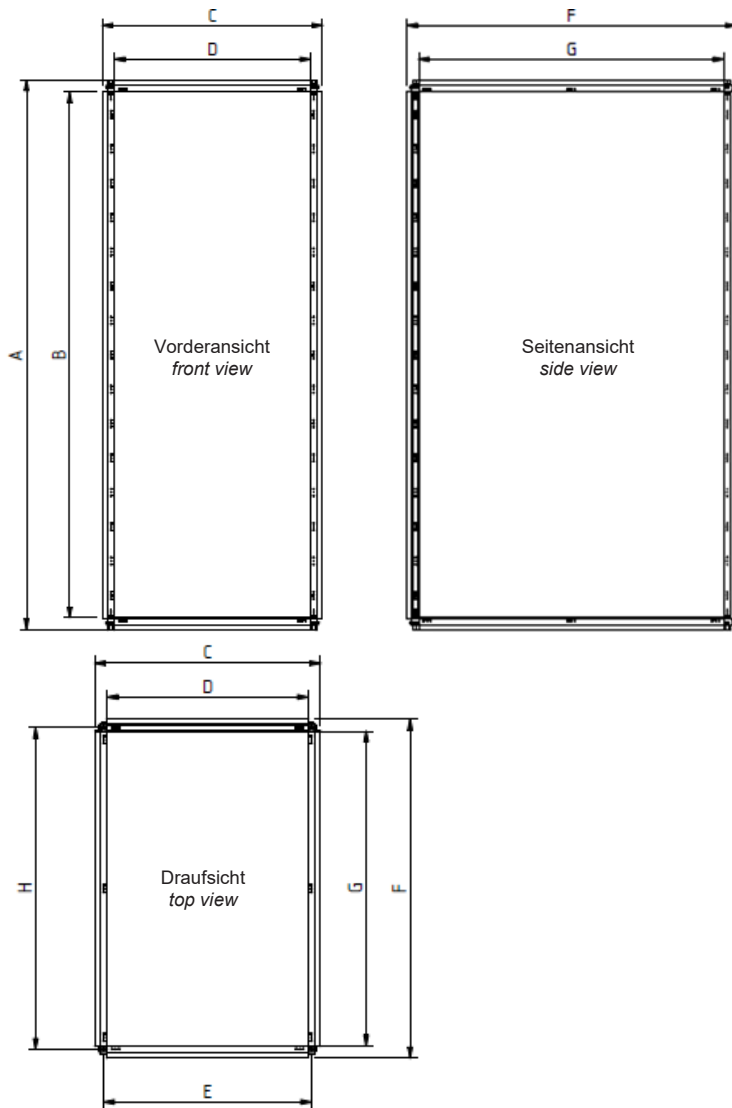 C
F
D
G
A
B
Vorderansicht
front view
Seitenansicht
side view
C
D
H
Draufsicht
top view
G
F
E